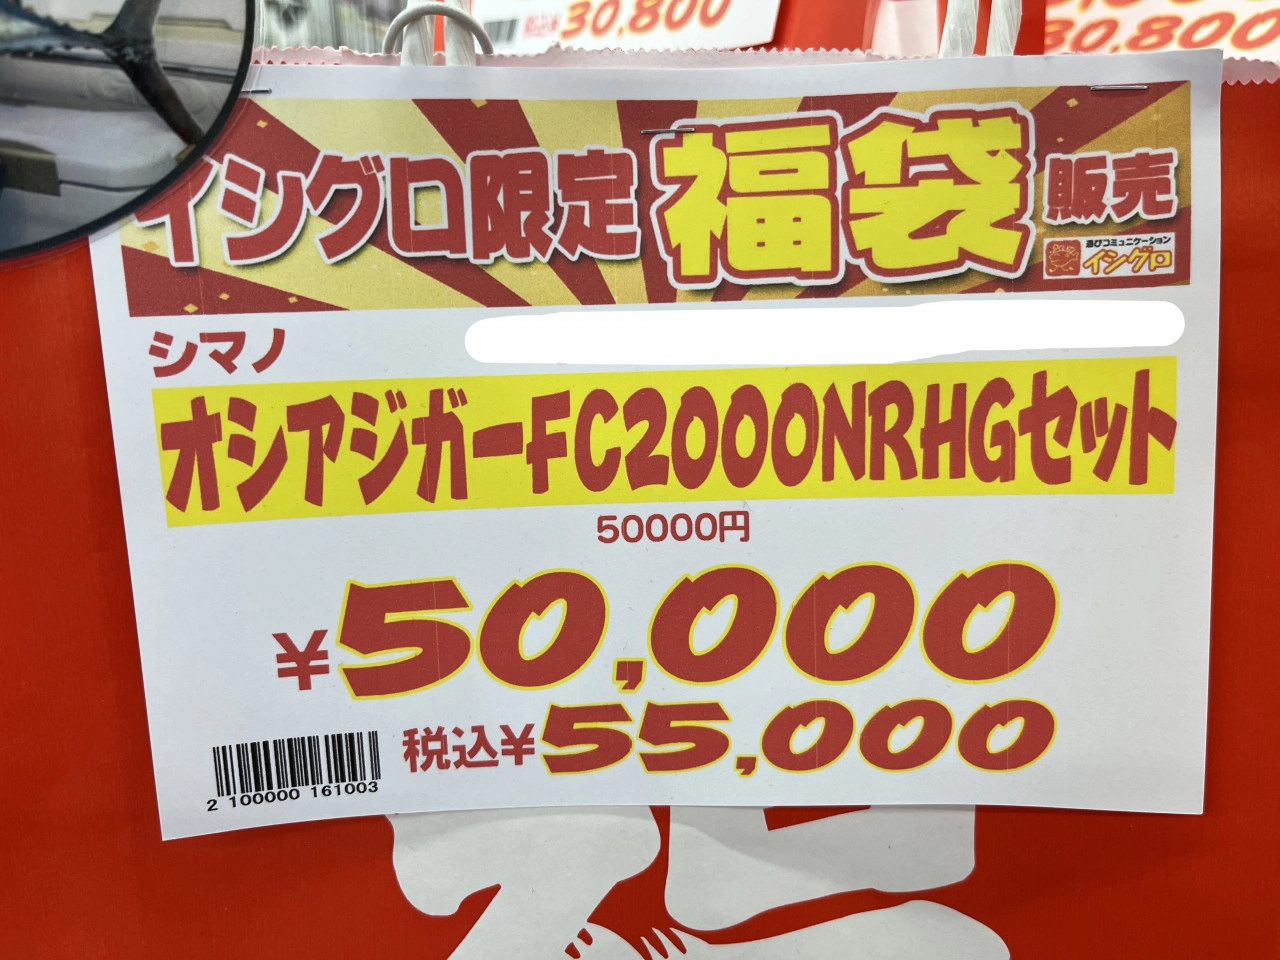 税込¥30,800
30,800
イシグロ限定福袋販売
遊びコミュニケーション
イシグロ
シマノ
オシアジガーFC2000NRHGセット
50000円
¥50,000
税込¥55,000
2 100000 161003